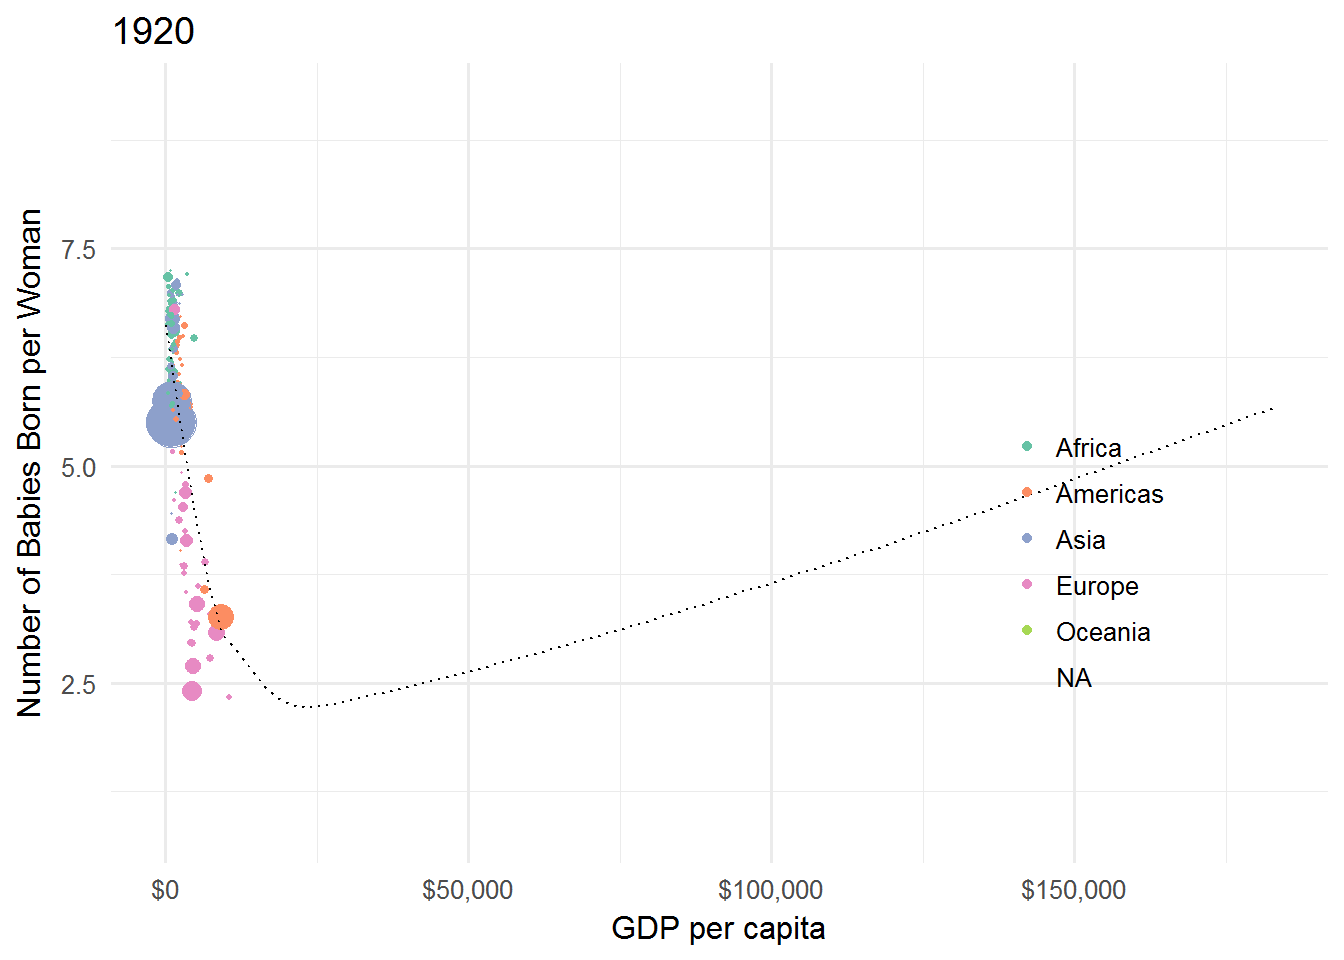 1920
Number of Babies Born per Woman
7.5
5.0
2.5
Africa
Americas
Asia
Europe
Oceania
NA
$0
$50,000
$100,000
$150,000
GDP per capita